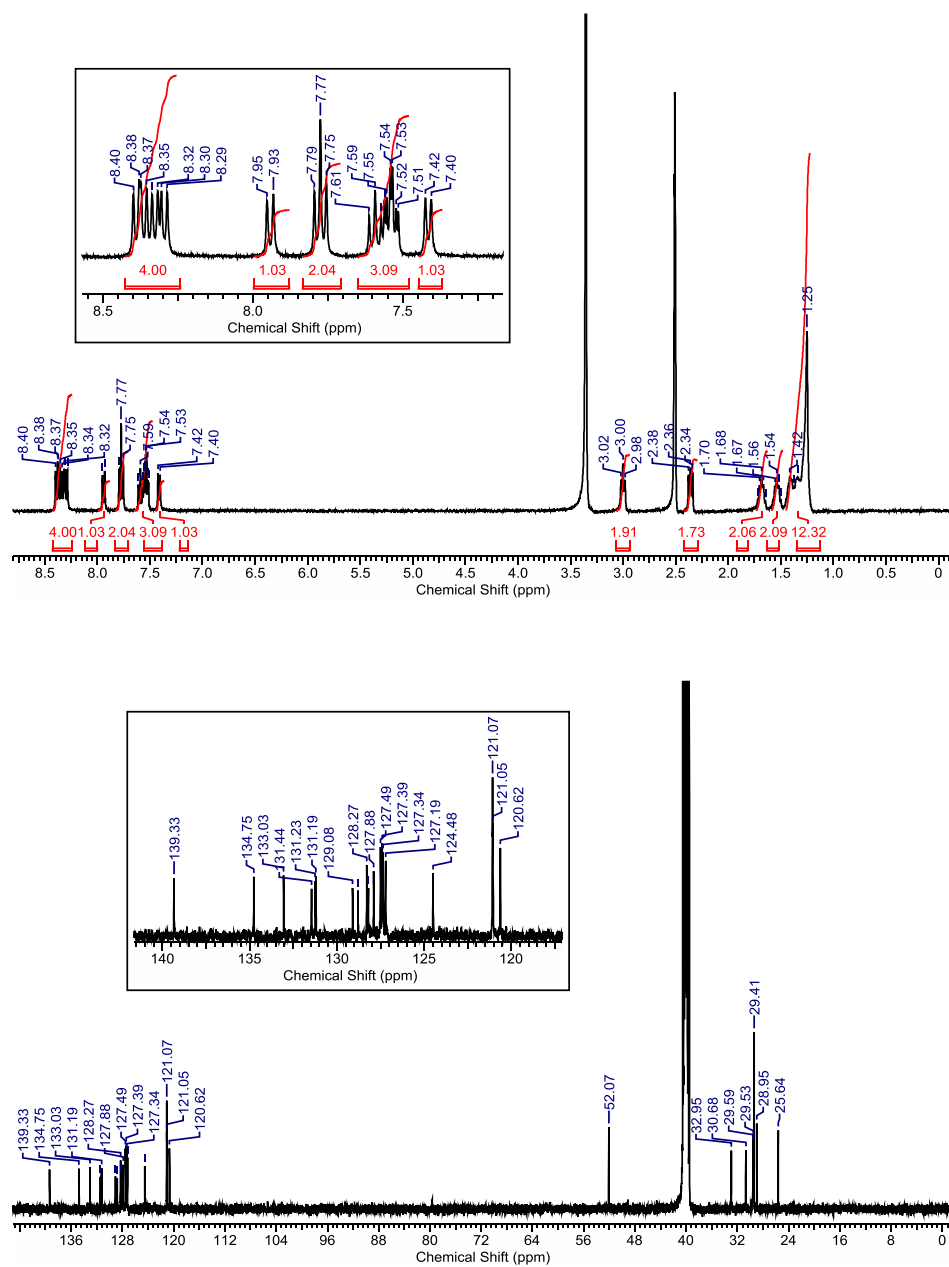 8.40 8.38 8.37 8.35 8.32 8.30 8.29 7.95 7.93 7.79 7.77 7.75 7.61 7.59 7.55 7.54 7.53 7.52 7.51 7.42 7.40
4.00 1.03 2.04 3.09 1.03
8.5 8.0 7.5
Chemical Shift (ppm)
8.40 8.38 8.37 8.35 8.34 8.32 7.77 7.75 7.59 7.54 7.53 7.42 7.40 3.02 3.00 2.98 2.38 2.36 2.34 1.70 1.68 1.67 1.56 1.54 1.42 1.25
4.00 1.03 2.04 3.09 1.03 1.91 1.73 2.06 2.09 12.32
8.5 8.0 7.5 7.0 6.5 6.0 5.5 5.0 4.5 4.0 3.5 3.0 2.5 2.0 1.5 1.0 0.5 0
Chemical Shift (ppm)
139.33 134.75 133.03 131.44 131.23 131.19 129.08 128.27 127.88 127.49 127.39 127.34 127.19 124.48 121.07 121.05 120.62
140 135 130 125 120
Chemical Shift (ppm)
139.33 134.75 133.03 131.19 128.27 127.88 127.49 127.39 127.34 121.07 121.05 120.62 52.07 32.95 30.68 29.59 29.53 29.41 28.95 25.64
136 128 120 112 104 96 88 80 72 64 56 48 40 32 24 16 8 0
Chemical Shift (ppm)